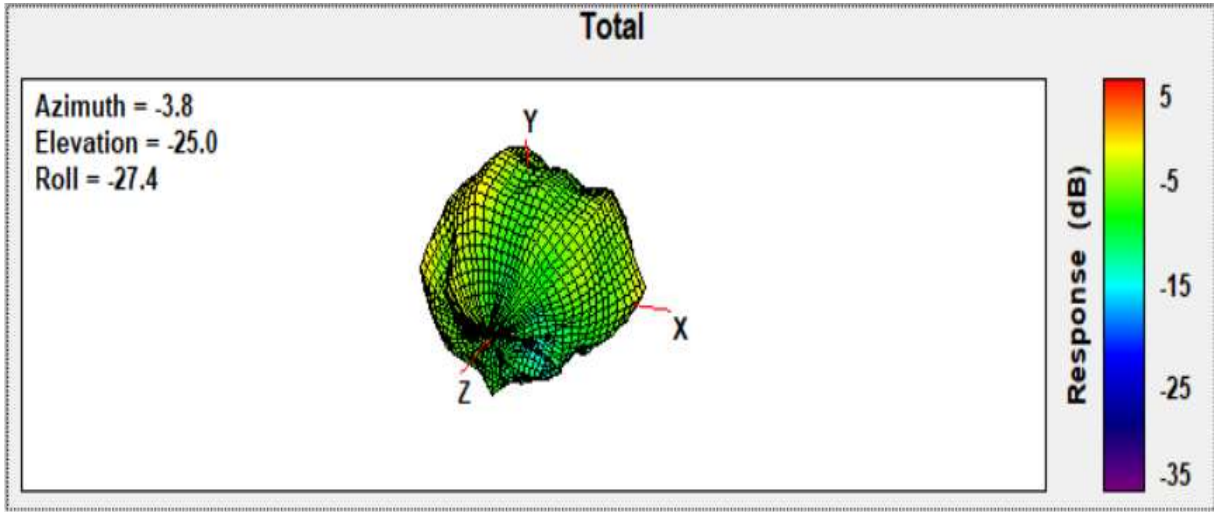 Total
Azimuth = -3.8
Elevation = -25.0
Roll = -27.4
Y
X
Z
Response (dB)
5
-5
-15
-25
-35